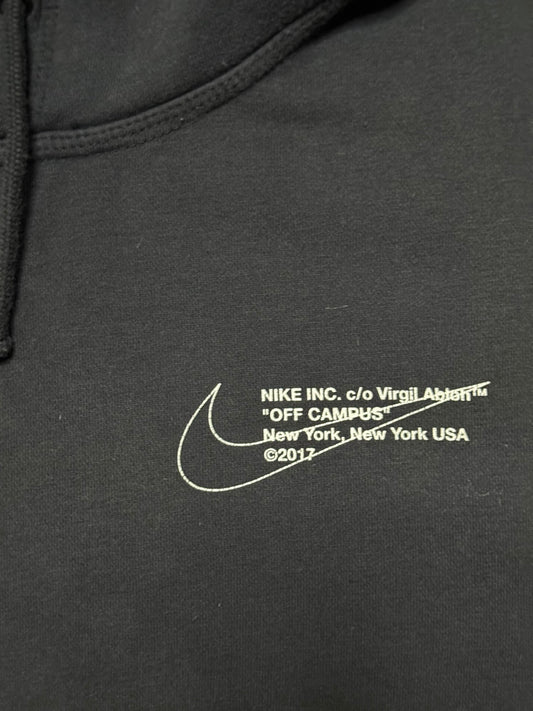 NIKE INC. c/o Virgil Abloh™
"OFF CAMPUS"
New York, New York USA
©2017